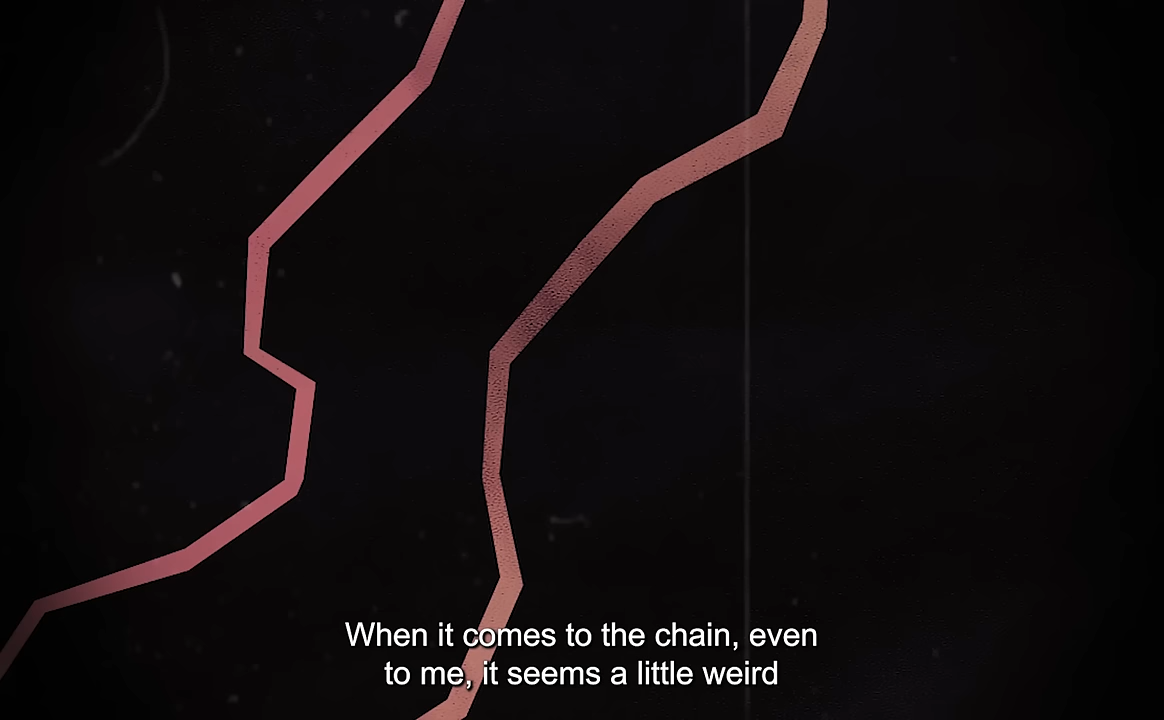 When it comes to the chain, even
to me, it seems a little weird